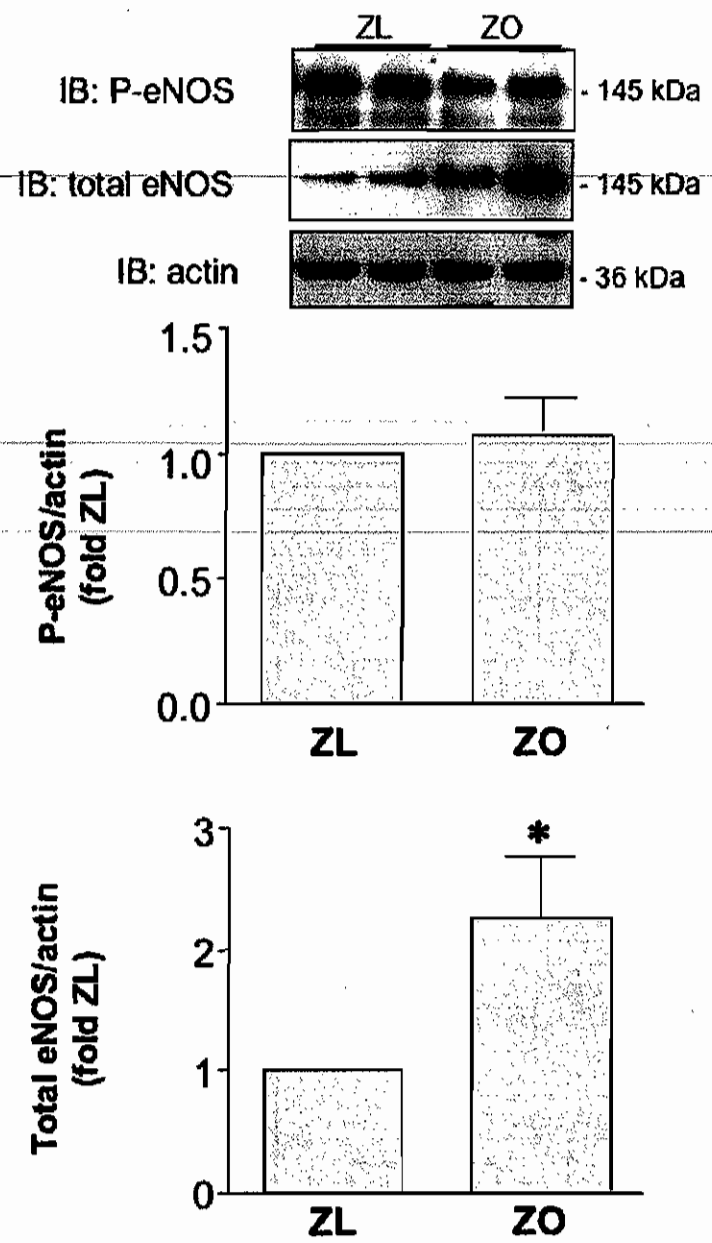 ZL ZO
IB: P-eNOS - 145 kDa
IB: total eNOS - 145 kDa
IB: actin - 36 kDa
1.5
1.0
0.5
0.0
P-eNOS/actin
(fold ZL)
ZL ZO
3
2
1
0
*
Total eNOS/actin
(fold ZL)
ZL ZO